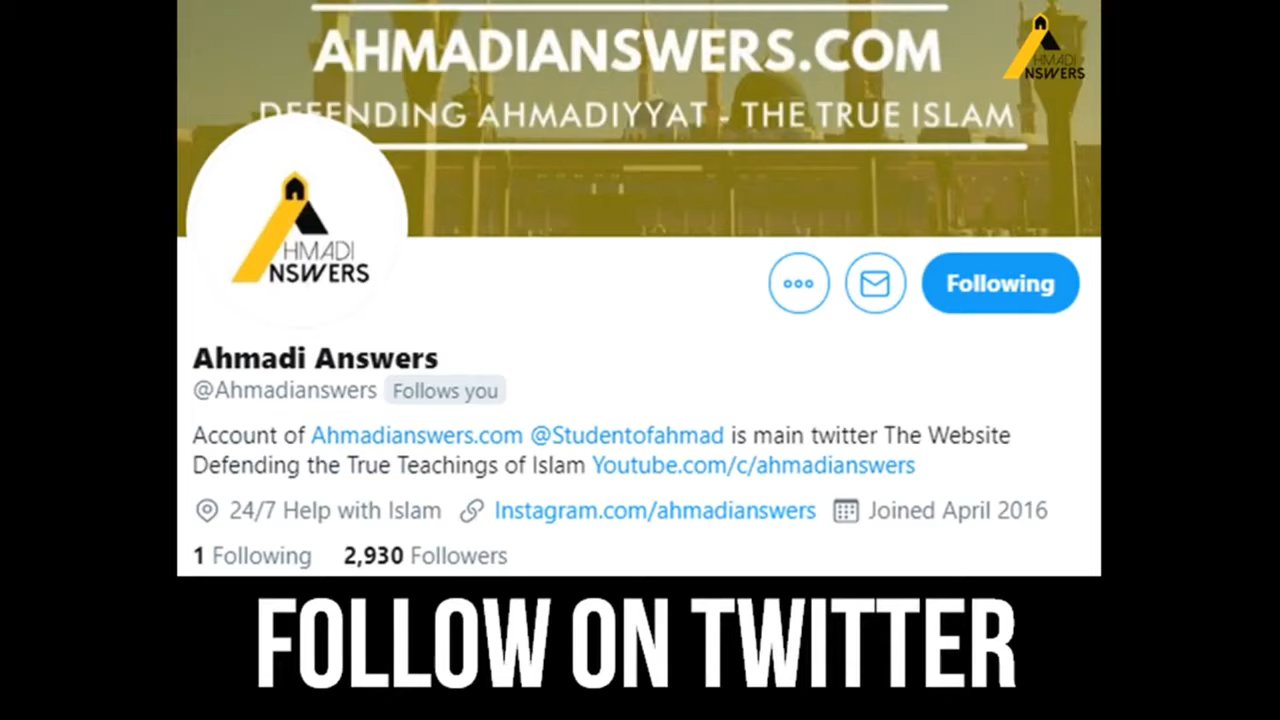 AHMADIANSWERS.COM
DEFENDING AHMADIYYAT - THE TRUE ISLAM
AHMADI
ANSWERS
HMADI
NSWERS
Following
Ahmadi Answers
@Ahmadianswers Follows you
Account of Ahmadianswers.com @Studentofahmad is main twitter The Website
Defending the True Teachings of Islam Youtube.com/c/ahmadianswers
24/7 Help with Islam Instagram.com/ahmadianswers Joined April 2016
1 Following 2,930 Followers
FOLLOW ON TWITTER